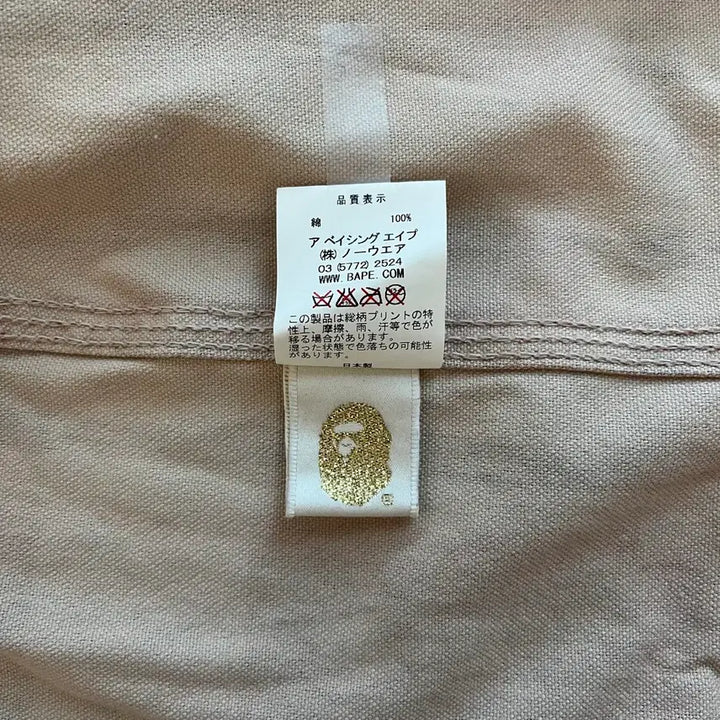 品質表示
綿 100%
ア ベイシング エイプ
(株) ノーウエア
03 (5772) 2524
WWW.BAPE.COM
この製品は総柄プリントの特
性上、摩擦、雨、汗等で色が
移る場合があります。
湿った状態で色落ちの可能性
があります。
日本製